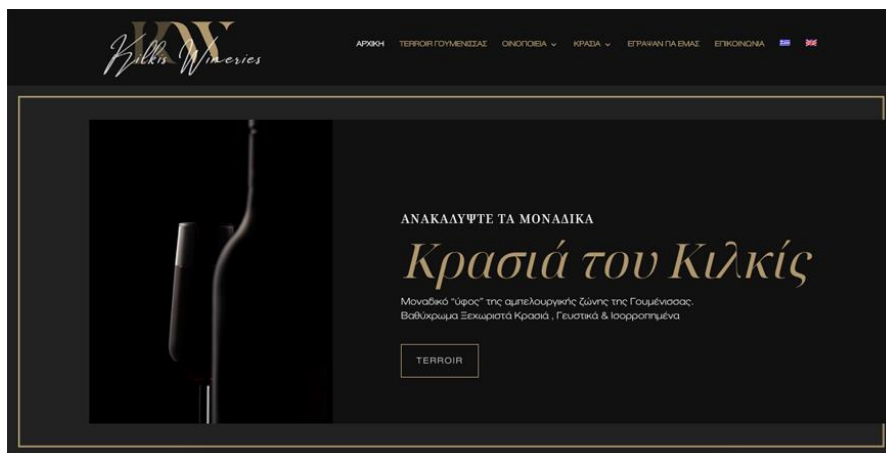 KW
Kilkis Wineries
ΑΡΧΙΚΗ TERROIR ΓΟΥΜΕΝΙΣΣΑΣ ΟΙΝΟΠΟΙΕΙΑ ΚΡΑΣΙΑ ΕΓΡΑΨΑΝ ΓΙΑ ΕΜΑΣ ΕΠΙΚΟΙΝΩΝΙΑ
ΑΝΑΚΑΛΥΨΤΕ ΤΑ ΜΟΝΑΔΙΚΑ
Κρασιά του Κιλκίς
Μοναδικό “ύφος” της αμπελουργικής ζώνης της Γουμένισσας.
Βαθύχρωμα Ξεχωριστά Κρασιά , Γευστικά & Ισορροπημένα
TERROIR